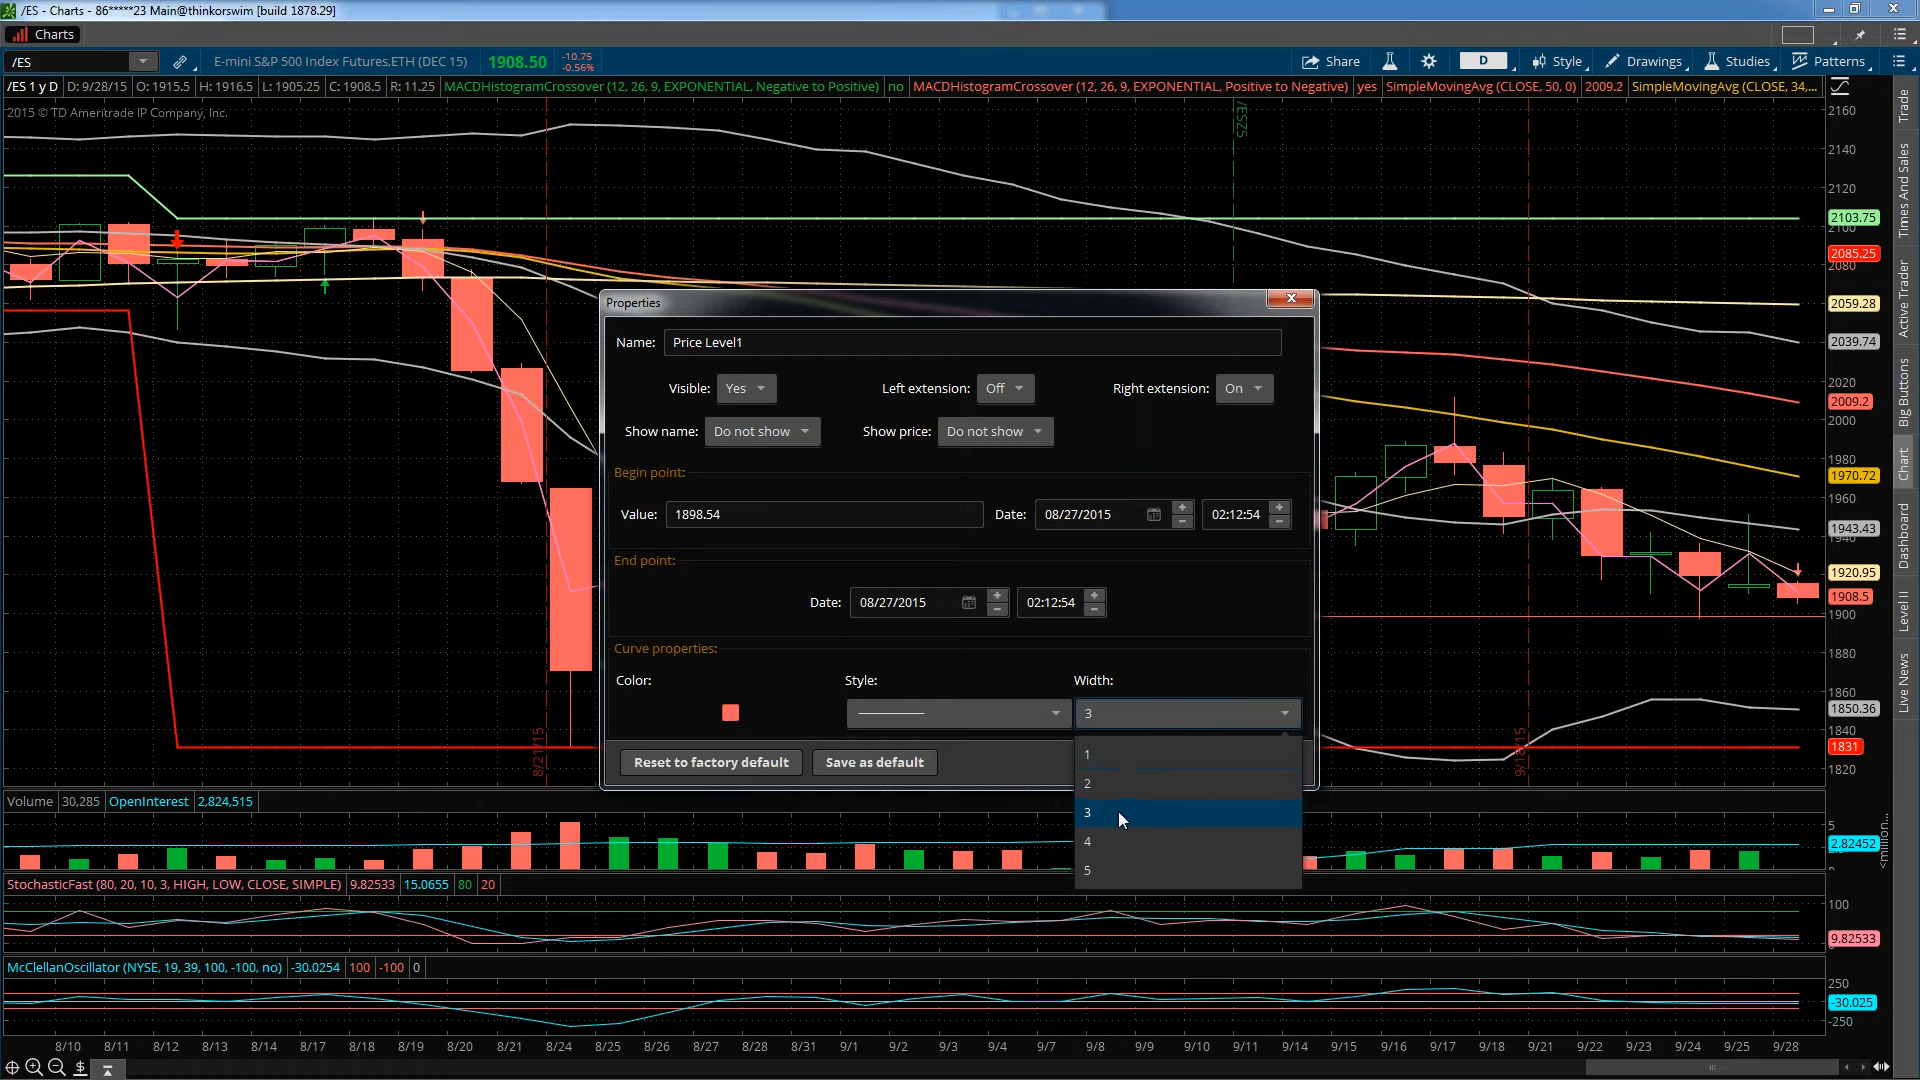 /ES - Charts - 86*****23 Main@thinkorswim [build 1878.29]
Charts
/ES E-mini S&P 500 Index Futures,ETH (DEC 15) 1908.50 -10.75 -0.56% Share D Style Drawings Studies Patterns
/ES 1 y D D: 9/28/15 O: 1915.5 H: 1916.5 L: 1905.25 C: 1908.5 R: 11.25 MACDHistogramCrossover (12, 26, 9, EXPONENTIAL, Negative to Positive) no MACDHistogramCrossover (12, 26, 9, EXPONENTIAL, Positive to Negative) yes SimpleMovingAvg (CLOSE, 50, 0) 2009.2 SimpleMovingAvg (CLOSE, 34,...
2015 © TD Ameritrade IP Company, Inc.
/ESZ5
8/21/15
9/18/15
2160
2140
2120
2103.75
2100
2085.25
2080
2059.28
2039.74
2020
2009.2
2000
1980
1970.72
1960
1943.43
1940
1920.95
1908.5
1900
1880
1860
1850.36
1840
1831
1820
Trade
Times And Sales
Active Trader
Big Buttons
Chart
Dashboard
Level II
Live News
Properties
Name: Price Level1
Visible: Yes Left extension: Off Right extension: On
Show name: Do not show Show price: Do not show
Begin point:
Value: 1898.54 Date: 08/27/2015 02:12:54
End point:
Date: 08/27/2015 02:12:54
Curve properties:
Color: Style: Width:
3
1
2
3
4
5
Reset to factory default Save as default
Volume 30,285 OpenInterest 2,824,515
5
2.82452
<million...
StochasticFast (80, 20, 10, 3, HIGH, LOW, CLOSE, SIMPLE) 9.82533 15.0655 80 20
100
9.82533
McClellanOscillator (NYSE, 19, 39, 100, -100, no) -30.0254 100 -100 0
250
-30.025
-250
8/10 8/11 8/12 8/13 8/14 8/17 8/18 8/19 8/20 8/21 8/24 8/25 8/26 8/27 8/28 8/31 9/1 9/2 9/3 9/4 9/7 9/8 9/9 9/10 9/11 9/14 9/15 9/16 9/17 9/18 9/21 9/22 9/23 9/24 9/25 9/28
$